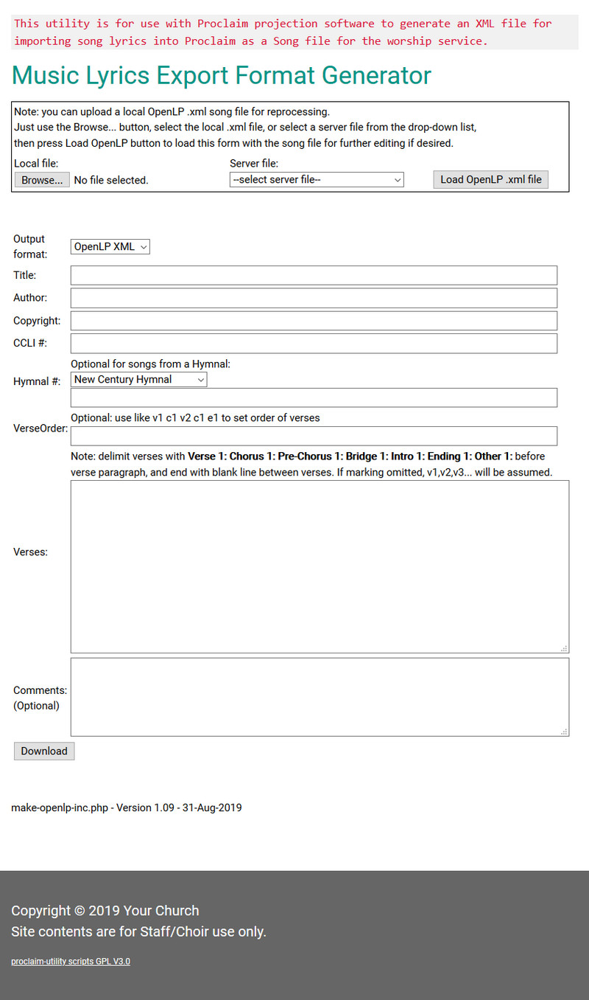 This utility is for use with Proclaim projection software to generate an XML file for
importing song lyrics into Proclaim as a Song file for the worship service.
Music Lyrics Export Format Generator
Note: you can upload a local OpenLP .xml song file for reprocessing.
Just use the Browse... button, select the local .xml file, or select a server file from the drop-down list,
then press Load OpenLP button to load this form with the song file for further editing if desired.
Local file: Server file:
Browse... No file selected. --select server file-- Load OpenLP .xml file
Output
format: OpenLP XML
Title:
Author:
Copyright:
CCLI #:
Optional for songs from a Hymnal:
Hymnal #: New Century Hymnal
Optional: use like v1 c1 v2 c1 e1 to set order of verses
VerseOrder:
Note: delimit verses with Verse 1: Chorus 1: Pre-Chorus 1: Bridge 1: Intro 1: Ending 1: Other 1: before
verse paragraph, and end with blank line between verses. If marking omitted, v1,v2,v3... will be assumed.
Verses:
Comments:
(Optional)
Download
make-openlp-inc.php - Version 1.09 - 31-Aug-2019
Copyright © 2019 Your Church
Site contents are for Staff/Choir use only.
proclaim-utility scripts GPL V3.0